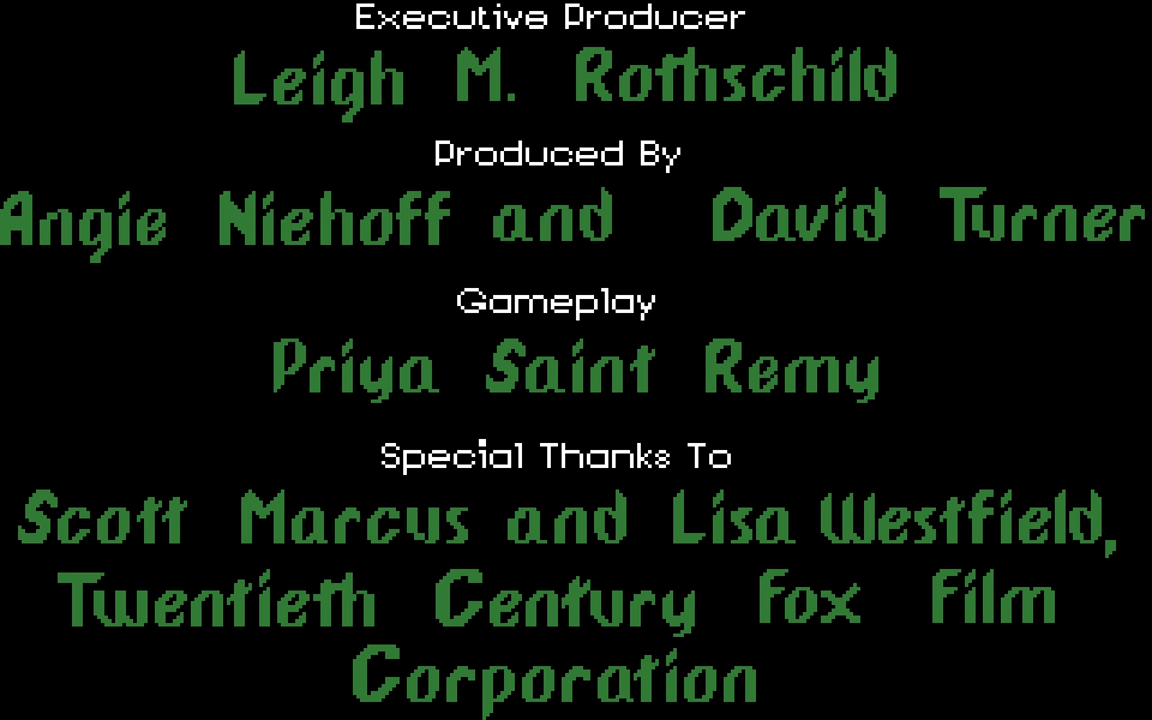 Executive Producer
Leigh M. Rothschild
Produced By
Angie Niehoff and David Turner
Gameplay
Priya Saint Remy
Special Thanks To
Scott Marcus and Lisa Westfield,
Twentieth Century Fox Film
Corporation